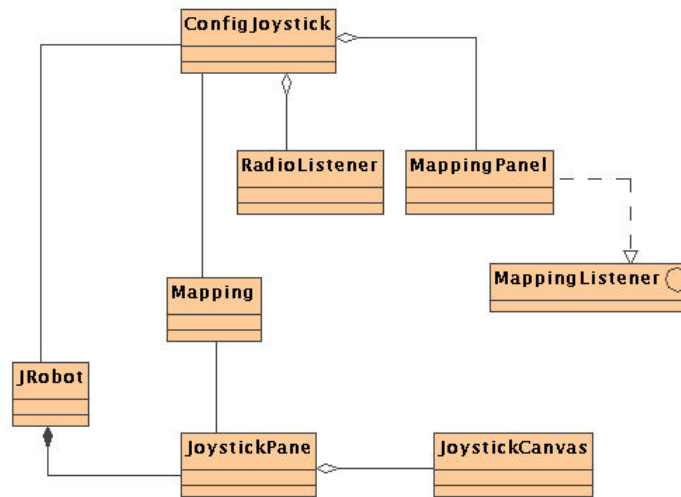 ConfigJoystick
RadioListener
MappingPanel
MappingListener
Mapping
JRobot
JoystickPane
JoystickCanvas